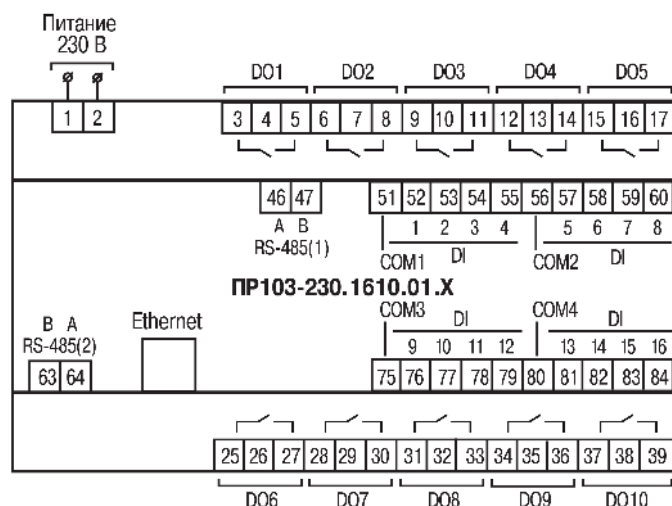 Питание
230 В
DO1 DO2 DO3 DO4 DO5
1 2 3 4 5 6 7 8 9 10 11 12 13 14 15 16 17
46 47 51 52 53 54 55 56 57 58 59 60
A B 1 2 3 4 5 6 7 8
RS-485(1) COM1 DI COM2 DI
ПР103-230.1610.01.X
B A Ethernet COM3 DI COM4 DI
RS-485(2) 9 10 11 12 13 14 15 16
63 64 75 76 77 78 79 80 81 82 83 84
25 26 27 28 29 30 31 32 33 34 35 36 37 38 39
DO6 DO7 DO8 DO9 DO10